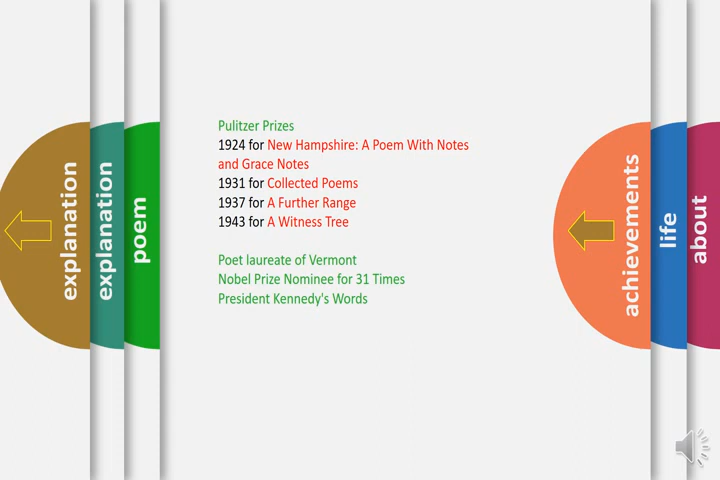 explanation
explanation
poem
Pulitzer Prizes
1924 for New Hampshire: A Poem With Notes
and Grace Notes
1931 for Collected Poems
1937 for A Further Range
1943 for A Witness Tree
Poet laureate of Vermont
Nobel Prize Nominee for 31 Times
President Kennedy's Words
achievements
life
about